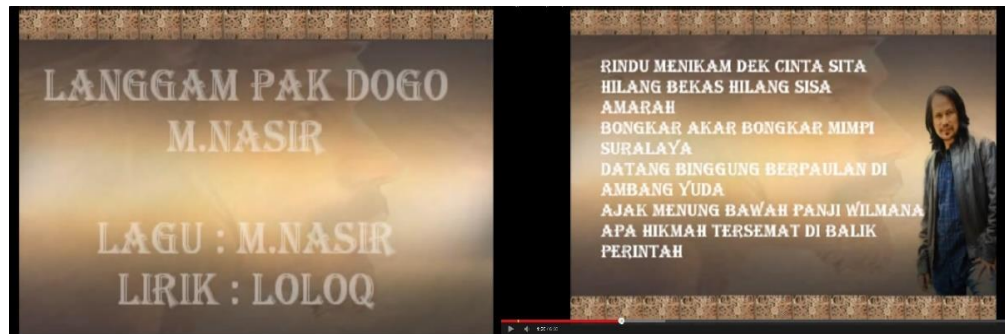 LANGGAM PAK DOGO
M.NASIR
LAGU : M.NASIR
LIRIK : LOLOQ
RINDU MENIKAM DEK CINTA SITA
HILANG BEKAS HILANG SISA
AMARAH
BONGKAR AKAR BONGKAR MIMPI
SURALAYA
DATANG BINGGUNG BERPAULAN DI
AMBANG YUDA
AJAK MENUNG BAWAH PANJI WILMANA
APA HIKMAH TERSEMAT DI BALIK
PERINTAH